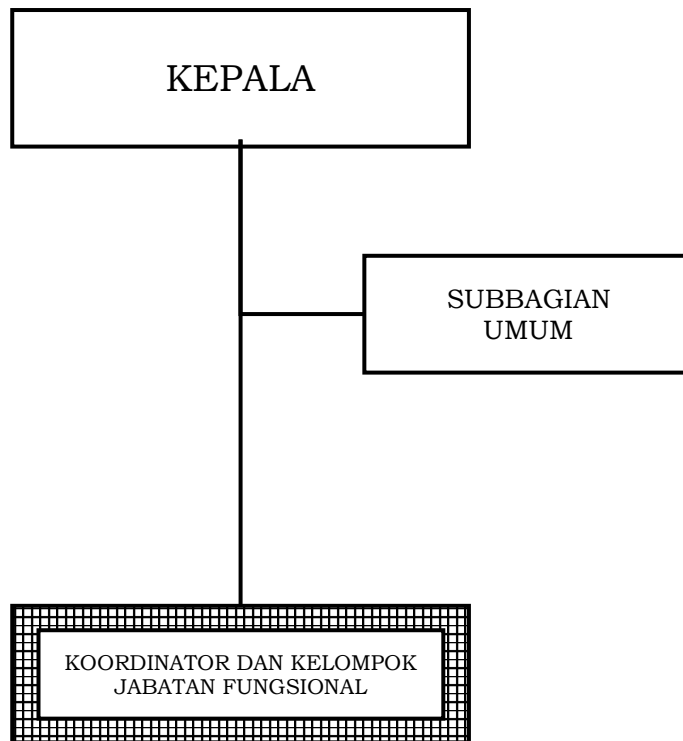 KEPALA
SUBBAGIAN
UMUM
KOORDINATOR DAN KELOMPOK
JABATAN FUNGSIONAL